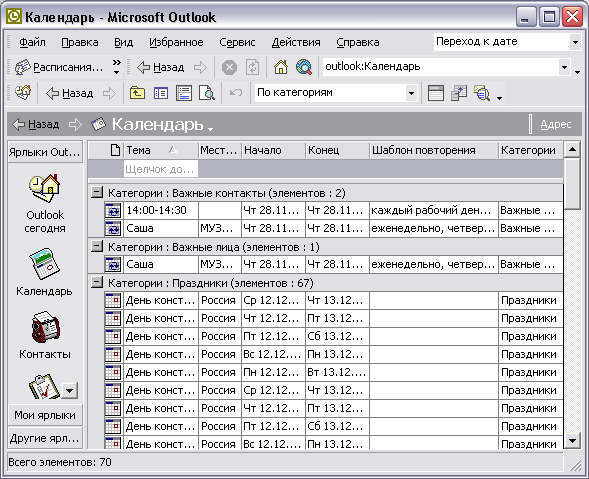 Календарь - Microsoft Outlook
Файл Правка Вид Избранное Сервис Действия Справка Переход к дате
Расписания... Назад outlook:Календарь
Назад По категориям
Назад Календарь Адрес
Ярлыки Out... Тема Мест... Начало Конец Шаблон повторения Категории
Щелчок до...
Категории : Важные контакты (элементов : 2)
14:00-14:30 Чт 28.11... Чт 28.11... каждый рабочий ден... Важные ...
Саша МУЗ... Чт 28.11... Чт 28.11... еженедельно, четвер... Важные ...
Категории : Важные лица (элементов : 1)
Саша МУЗ... Чт 28.11... Чт 28.11... еженедельно, четвер... Важные ...
Категории : Праздники (элементов : 67)
День конст... Россия Ср 12.12... Чт 13.12... Праздники
День конст... Россия Чт 12.12... Пт 13.12... Праздники
День конст... Россия Пт 12.12... Сб 13.12... Праздники
День конст... Россия Вс 12.12.... Пн 13.12... Праздники
День конст... Россия Пн 12.12... Вт 13.12.... Праздники
День конст... Россия Ср 12.12... Чт 13.12... Праздники
День конст... Россия Чт 12.12... Пт 13.12... Праздники
День конст... Россия Пт 12.12... Сб 13.12... Праздники
День конст... Россия Вс 12.12.... Пн 13.12... Праздники
Outlook
сегодня
Календарь
Контакты
Мои ярлыки
Другие ярл...
Всего элементов: 70